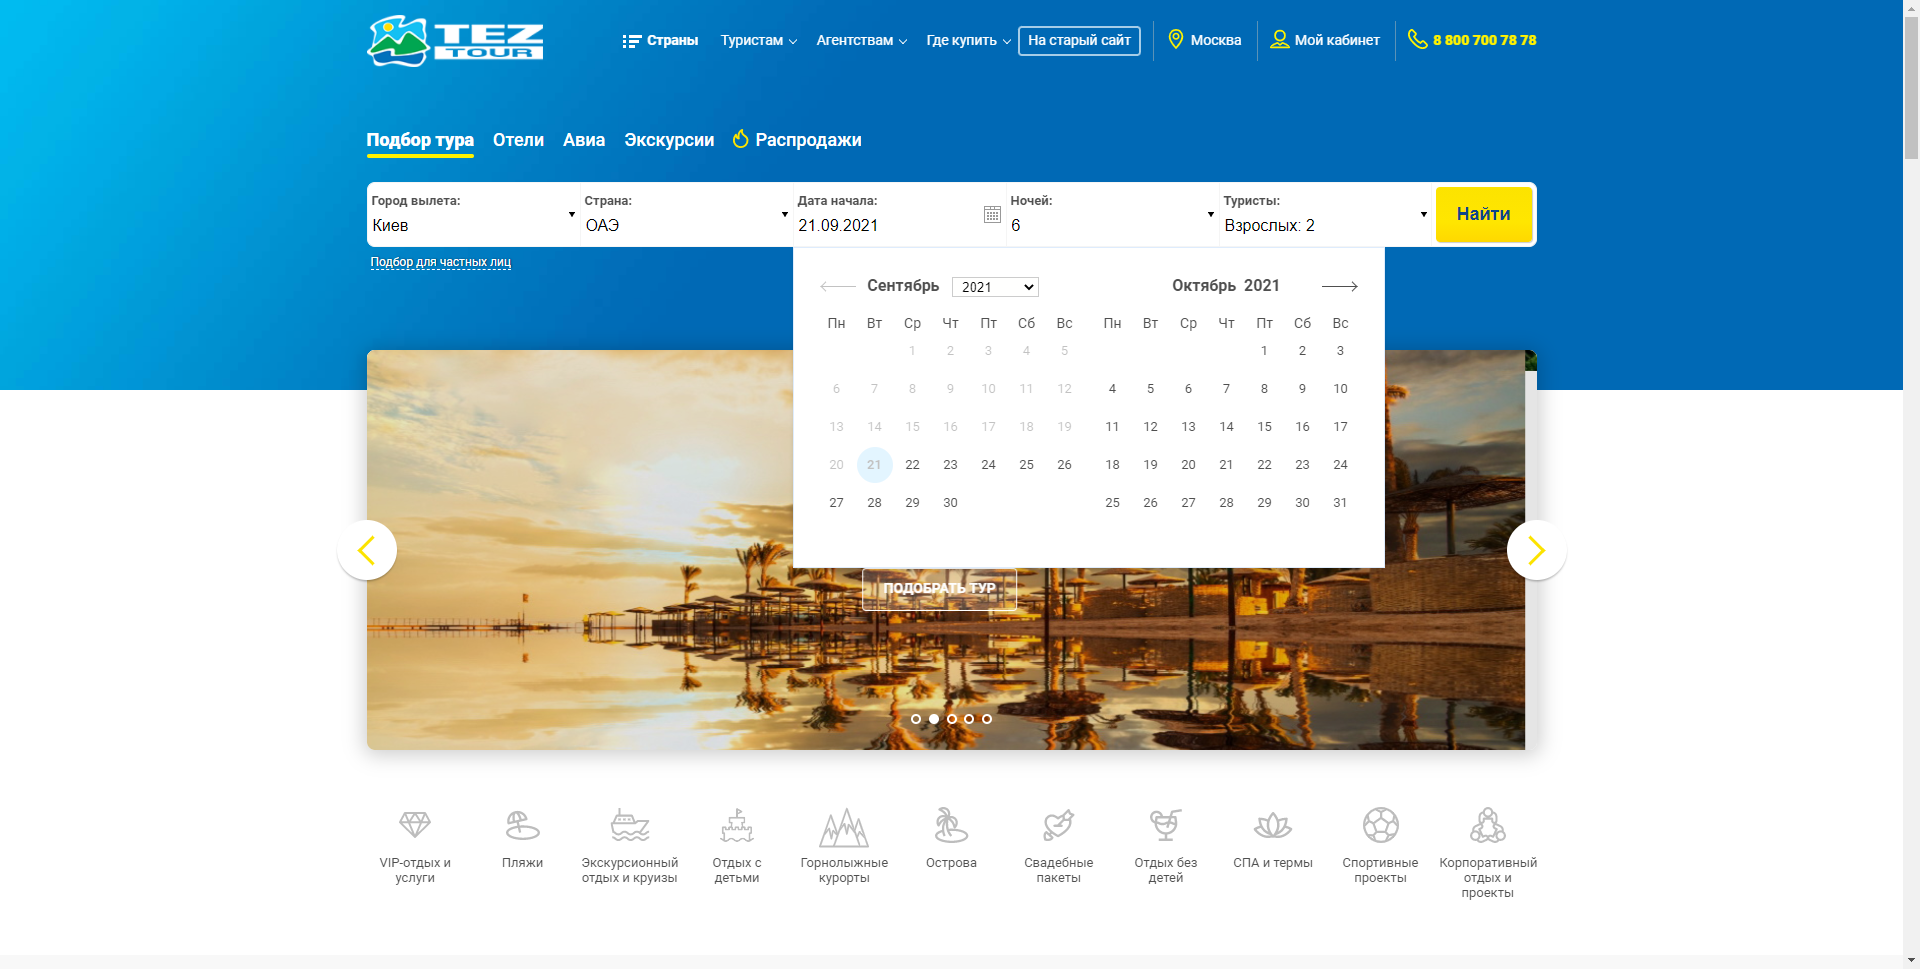 TEZ TOUR
Страны Туристам Агентствам Где купить На старый сайт Москва Мой кабинет 8 800 700 78 78
Подбор тура Отели Авиа Экскурсии Распродажи
Город вылета: Страна: Дата начала: Ночей: Туристы:
Киев ОАЭ 21.09.2021 6 Взрослых: 2 Найти
Подбор для частных лиц
Сентябрь 2021 Октябрь 2021
Пн Вт Ср Чт Пт Сб Вс Пн Вт Ср Чт Пт Сб Вс
1 2 3 4 5 1 2 3
6 7 8 9 10 11 12 4 5 6 7 8 9 10
13 14 15 16 17 18 19 11 12 13 14 15 16 17
20 21 22 23 24 25 26 18 19 20 21 22 23 24
27 28 29 30 25 26 27 28 29 30 31
ПОДОБРАТЬ ТУР
VIP-отдых и услуги
Пляжи
Экскурсионный отдых и круизы
Отдых с детьми
Горнолыжные курорты
Острова
Свадебные пакеты
Отдых без детей
СПА и термы
Спортивные проекты
Корпоративный отдых и проекты